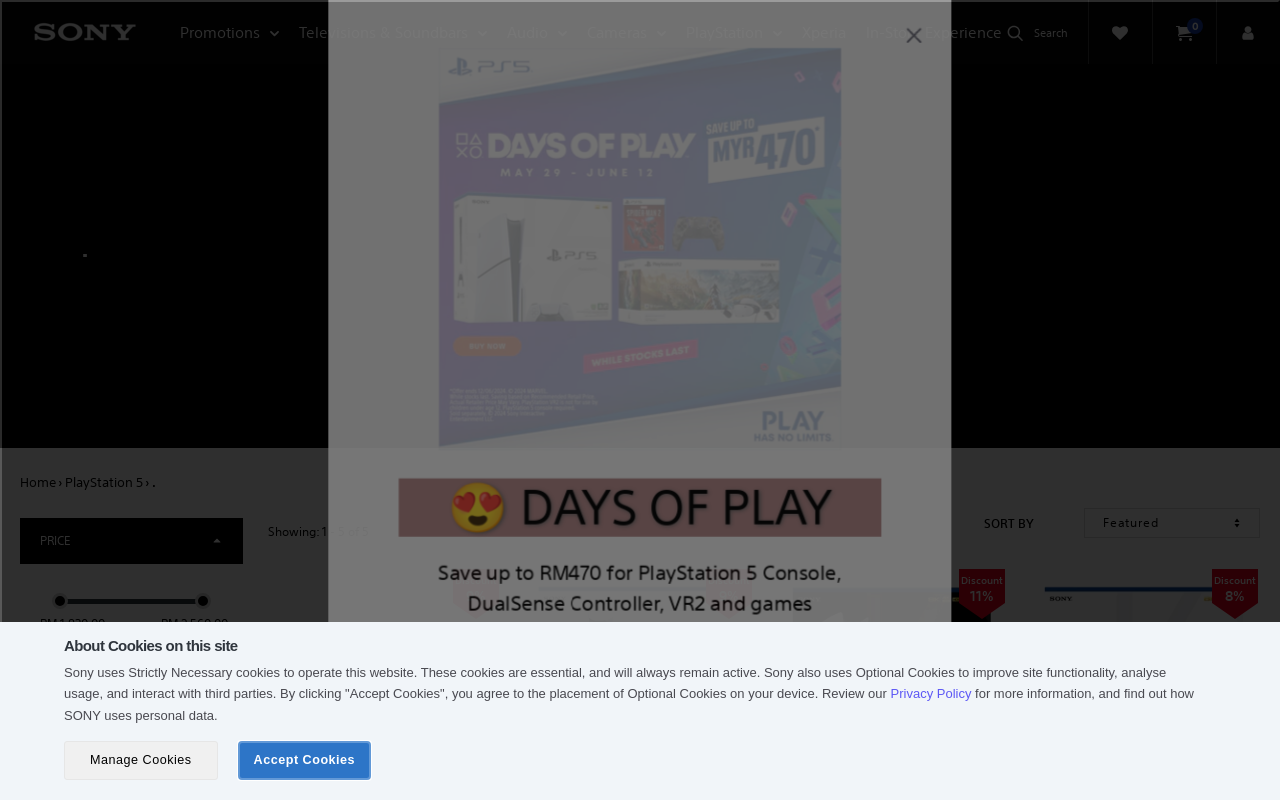 SONY
Promotions
Televisions & Soundbars
Audio
Cameras
PlayStation
Xperia
In-Store Experience
Search
0
PS5
DAYS OF PLAY
MAY 29 - JUNE 12
SAVE UP TO
MYR470*
PS5
BUY NOW
WHILE STOCKS LAST
PLAY
HAS NO LIMITS
😍 DAYS OF PLAY
Save up to RM470 for PlayStation 5 Console,
DualSense Controller, VR2 and games
Home › PlayStation 5 › .
PRICE
Showing: 1
SORT BY
Featured
Discount
11%
Discount
8%
SONY
About Cookies on this site
Sony uses Strictly Necessary cookies to operate this website. These cookies are essential, and will always remain active. Sony also uses Optional Cookies to improve site functionality, analyse
usage, and interact with third parties. By clicking "Accept Cookies", you agree to the placement of Optional Cookies on your device. Review our Privacy Policy for more information, and find out how
SONY uses personal data.
Manage Cookies
Accept Cookies